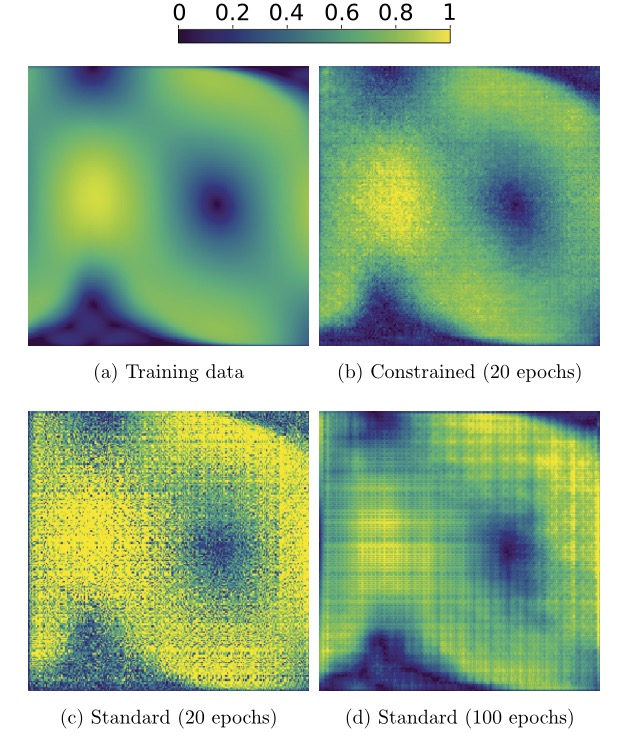 0 0.2 0.4 0.6 0.8 1
(a) Training data
(b) Constrained (20 epochs)
(c) Standard (20 epochs)
(d) Standard (100 epochs)